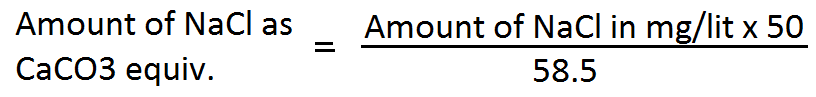 Amount of NaCl as
CaCO3 equiv.
=
Amount of NaCl in mg/lit x 50
58.5